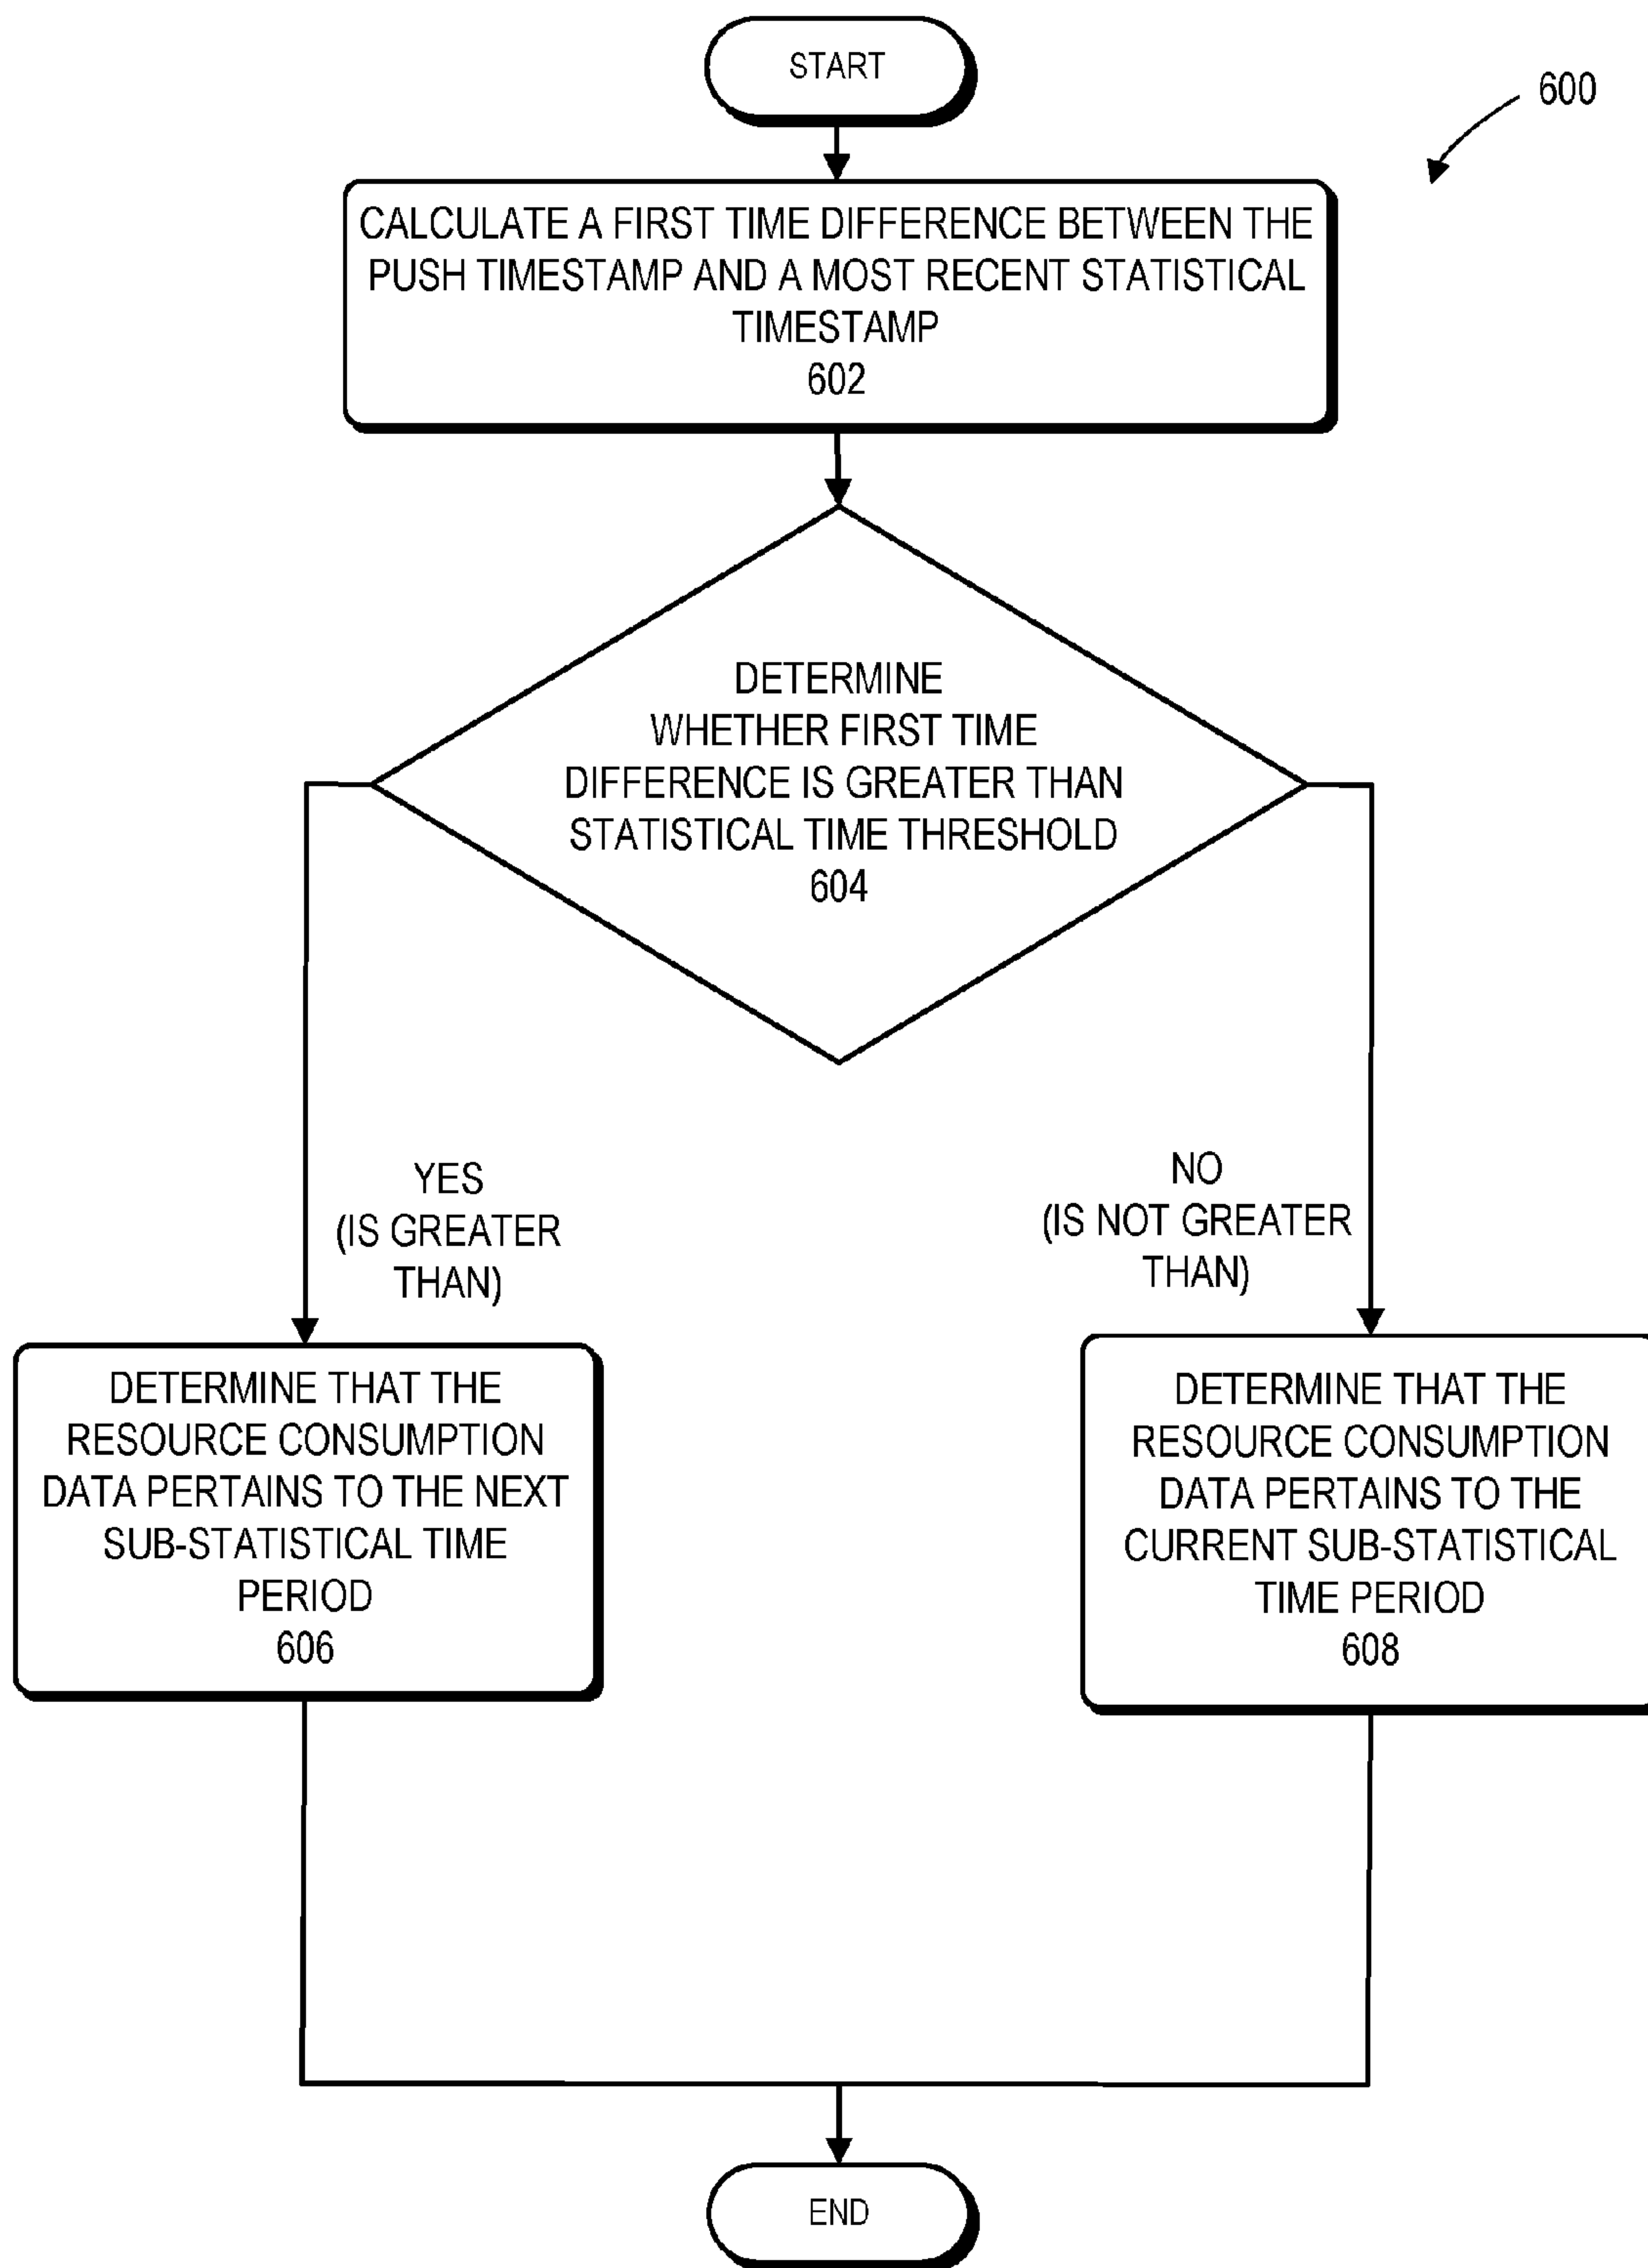 START
600
CALCULATE A FIRST TIME DIFFERENCE BETWEEN THE
PUSH TIMESTAMP AND A MOST RECENT STATISTICAL
TIMESTAMP
602
DETERMINE
WHETHER FIRST TIME
DIFFERENCE IS GREATER THAN
STATISTICAL TIME THRESHOLD
604
YES
(IS GREATER
THAN)
NO
(IS NOT GREATER
THAN)
DETERMINE THAT THE
RESOURCE CONSUMPTION
DATA PERTAINS TO THE NEXT
SUB-STATISTICAL TIME
PERIOD
606
DETERMINE THAT THE
RESOURCE CONSUMPTION
DATA PERTAINS TO THE
CURRENT SUB-STATISTICAL
TIME PERIOD
608
END